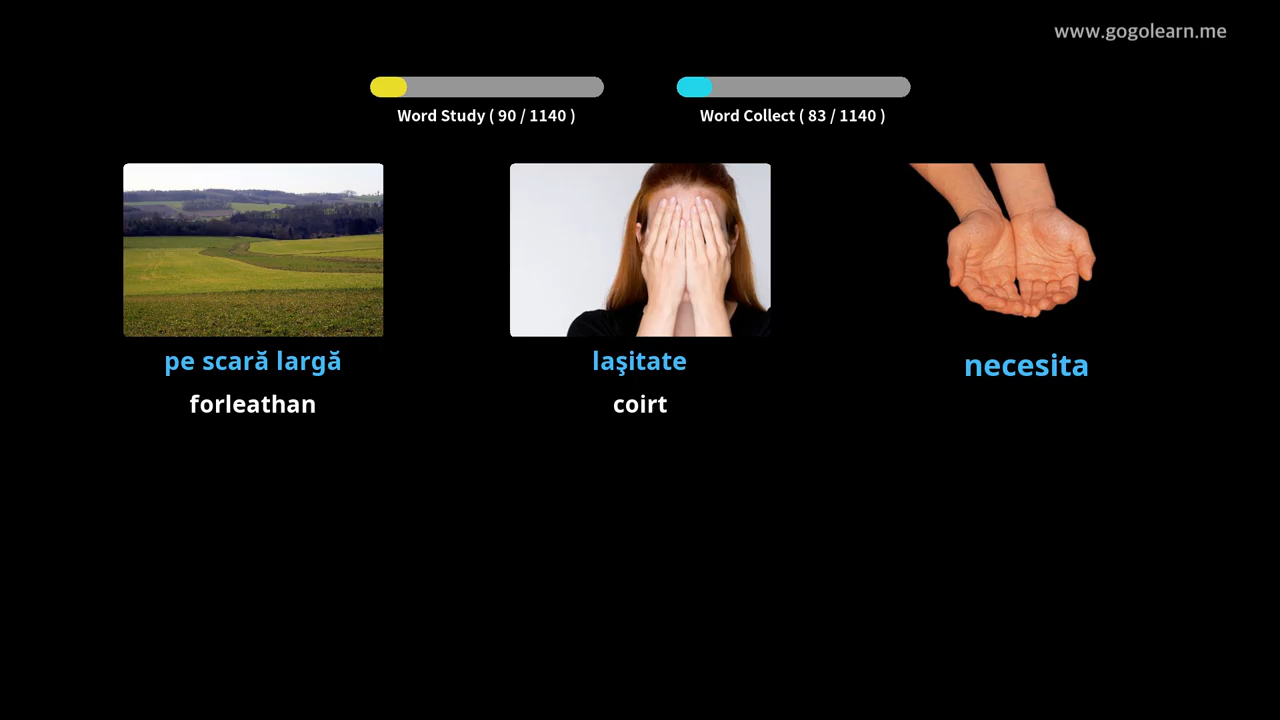 www.gogolearn.me
Word Study ( 90 / 1140 )
Word Collect ( 83 / 1140 )
pe scară largă
laşitate
necesita
forleathan
coirt